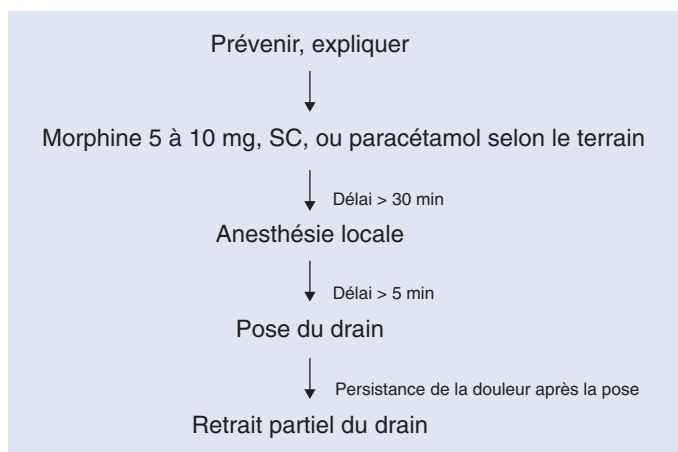 Prévenir, expliquer
Morphine 5 à 10 mg, SC, ou paracétamol selon le terrain
Délai > 30 min
Anesthésie locale
Délai > 5 min
Pose du drain
Persistance de la douleur après la pose
Retrait partiel du drain